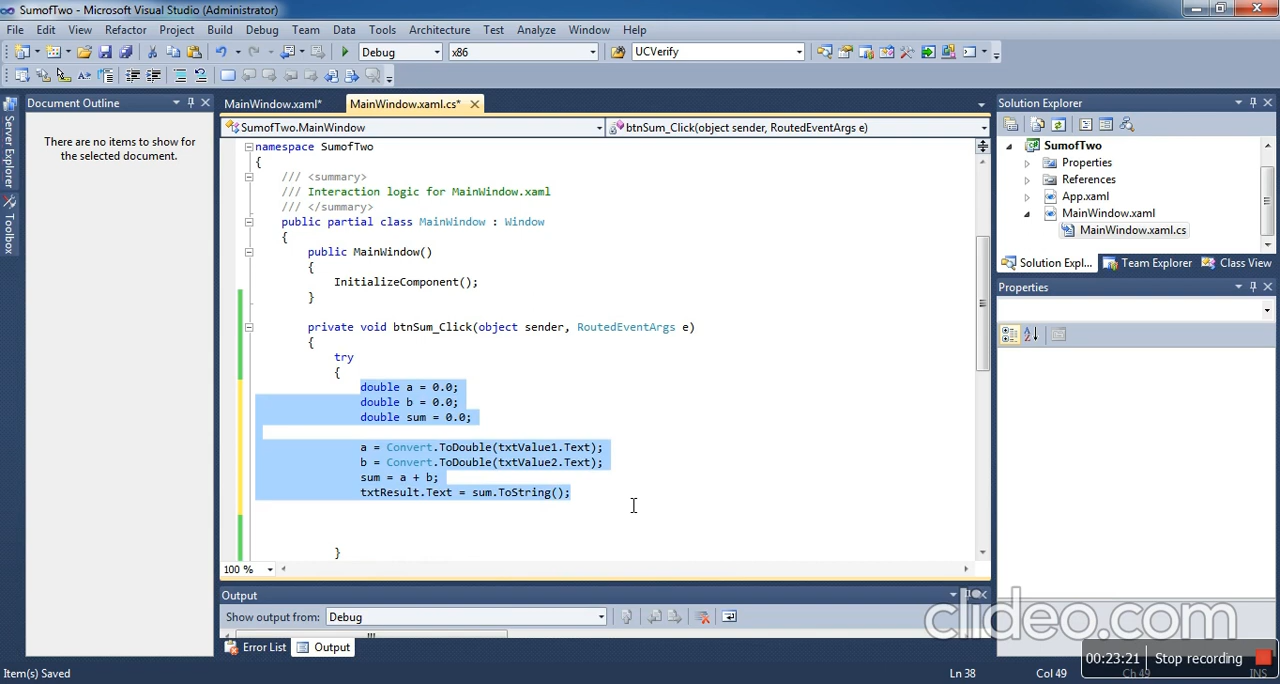 SumofTwo - Microsoft Visual Studio (Administrator)
File Edit View Refactor Project Build Debug Team Data Tools Architecture Test Analyze Window Help
Debug x86 UCVerify
Document Outline
There are no items to show for
the selected document.
Server Explorer
Toolbox
MainWindow.xaml* MainWindow.xaml.cs*
SumofTwo.MainWindow btnSum_Click(object sender, RoutedEventArgs e)
namespace SumofTwo
{
/// <summary>
/// Interaction logic for MainWindow.xaml
/// </summary>
public partial class MainWindow : Window
{
public MainWindow()
{
InitializeComponent();
}
private void btnSum_Click(object sender, RoutedEventArgs e)
{
try
{
double a = 0.0;
double b = 0.0;
double sum = 0.0;
a = Convert.ToDouble(txtValue1.Text);
b = Convert.ToDouble(txtValue2.Text);
sum = a + b;
txtResult.Text = sum.ToString();
}
100 %
Output
Show output from: Debug
Error List Output
Solution Explorer
SumofTwo
Properties
References
App.xaml
MainWindow.xaml
MainWindow.xaml.cs
Solution Expl... Team Explorer Class View
Properties
clideo.com
00:23:21 Stop recording
Item(s) Saved Ln 38 Col 49 Ch 49 INS